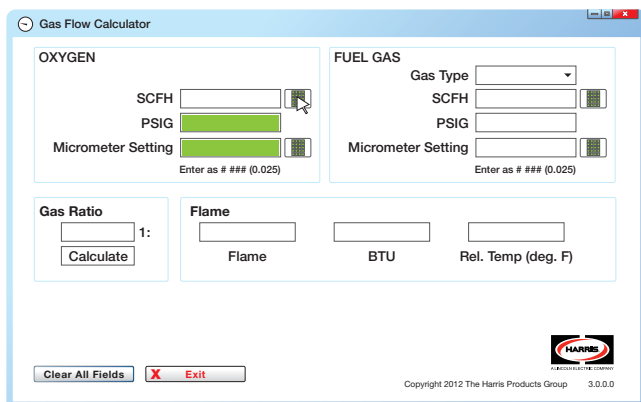 Gas Flow Calculator
OXYGEN
SCFH
PSIG
Micrometer Setting
Enter as # ### (0.025)
FUEL GAS
Gas Type
SCFH
PSIG
Micrometer Setting
Enter as # ### (0.025)
Gas Ratio
1:
Calculate
Flame
Flame BTU Rel. Temp (deg. F)
HARRIS
A LINCOLN ELECTRIC COMPANY
Clear All Fields X Exit
Copyright 2012 The Harris Products Group 3.0.0.0